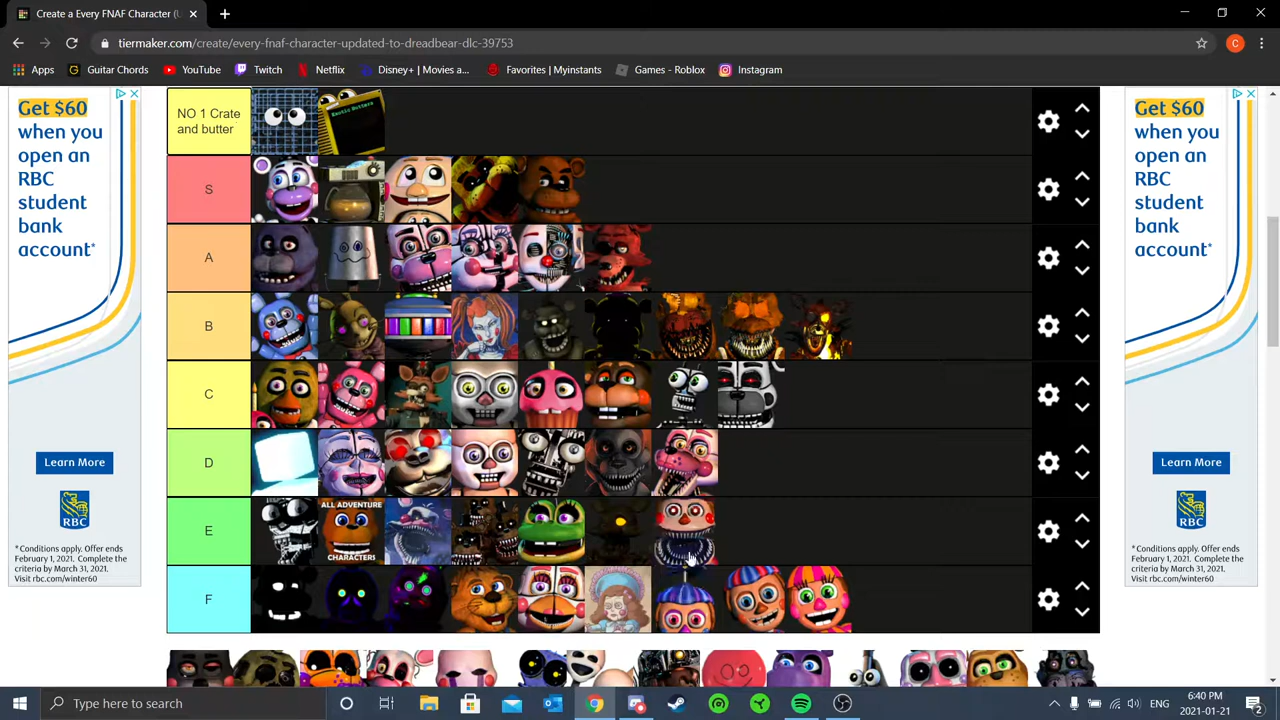 Create a Every FNAF Character (
tiermaker.com/create/every-fnaf-character-updated-to-dreadbear-dlc-39753
C
Apps
Guitar Chords
YouTube
Twitch
Netflix
Disney+ | Movies a...
Favorites | Myinstants
Games - Roblox
Instagram
Get $60
when you
open an
RBC
student
bank
account*
Learn More
RBC
*Conditions apply. Offer ends
February 1, 2021. Complete the
criteria by March 31, 2021.
Visit rbc.com/winter60
NO 1 Crate
and butter
Exotic Butters
S
A
B
C
D
E
ALL ADVENTURE
CHARACTERS
F
Get $60
when you
open an
RBC
student
bank
account*
Learn More
RBC
*Conditions apply. Offer ends
February 1, 2021. Complete the
criteria by March 31, 2021.
Visit rbc.com/winter60
Type here to search
ENG
6:40 PM
2021-01-21
2